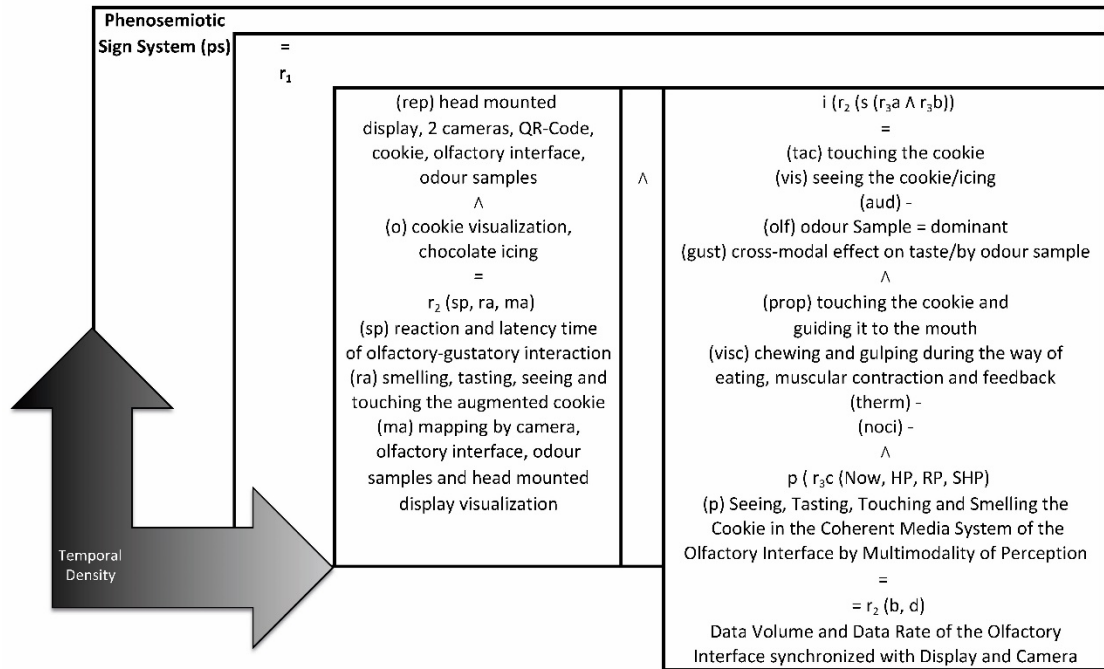 Phenosemiotic
Sign System (ps)
=
r₁
(rep) head mounted
display, 2 cameras, QR-Code,
cookie, olfactory interface,
odour samples
Λ
(o) cookie visualization,
chocolate icing
=
r₂ (sp, ra, ma)
(sp) reaction and latency time
of olfactory-gustatory interaction
(ra) smelling, tasting, seeing and
touching the augmented cookie
(ma) mapping by camera,
olfactory interface, odour
samples and head mounted
display visualization
Λ
i (r₂ (s (r₃a Λ r₃b))
=
(tac) touching the cookie
(vis) seeing the cookie/icing
(aud) -
(olf) odour Sample = dominant
(gust) cross-modal effect on taste/by odour sample
Λ
(prop) touching the cookie and
guiding it to the mouth
(visc) chewing and gulping during the way of
eating, muscular contraction and feedback
(therm) -
(noci) -
Λ
p ( r₃c (Now, HP, RP, SHP)
(p) Seeing, Tasting, Touching and Smelling the
Cookie in the Coherent Media System of the
Olfactory Interface by Multimodality of Perception
=
= r₂ (b, d)
Data Volume and Data Rate of the Olfactory
Interface synchronized with Display and Camera
Temporal
Density